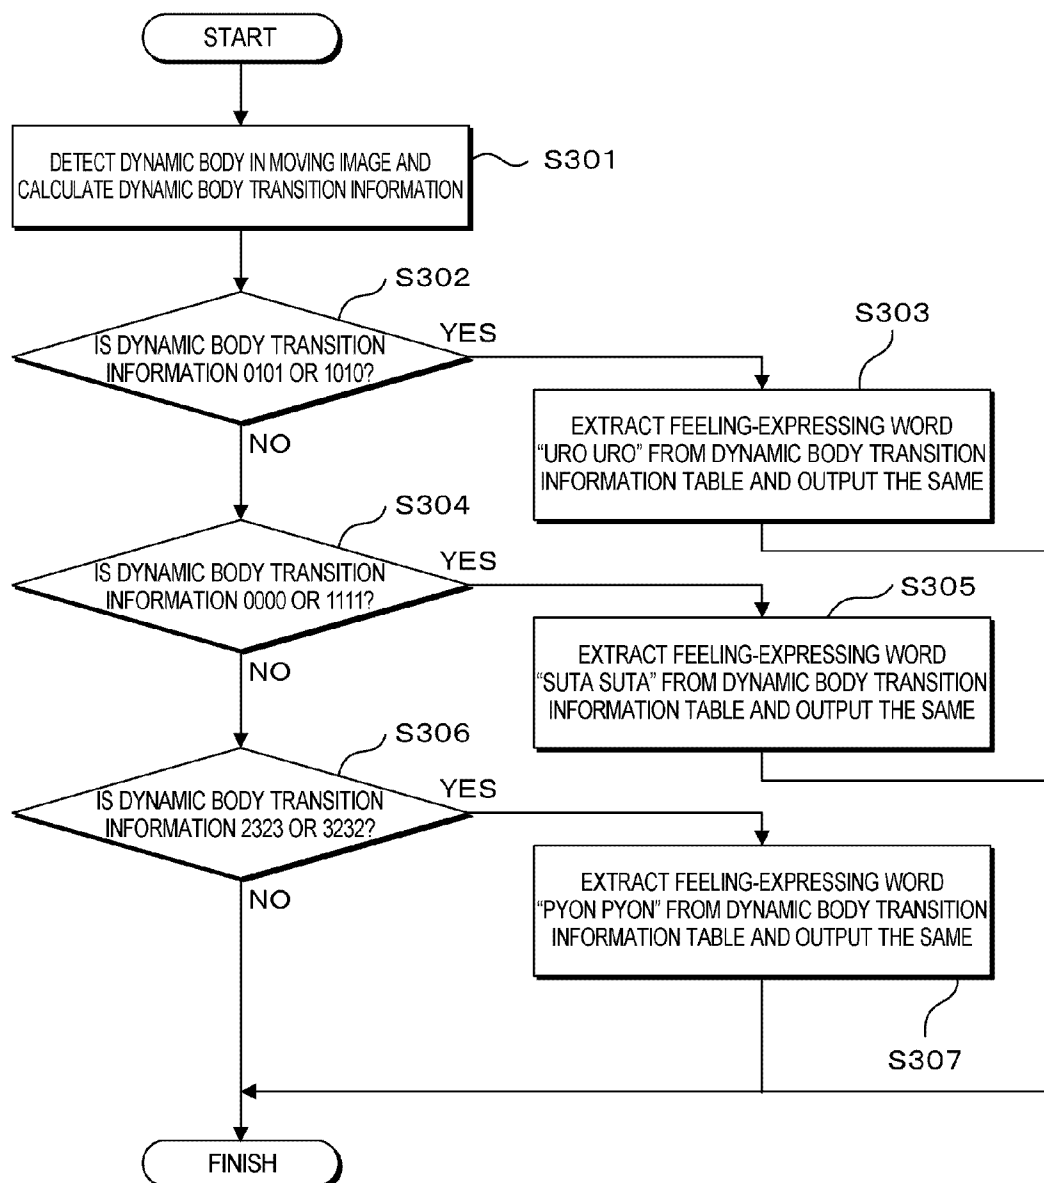 START
DETECT DYNAMIC BODY IN MOVING IMAGE AND
CALCULATE DYNAMIC BODY TRANSITION INFORMATION
S301
S302
IS DYNAMIC BODY TRANSITION
INFORMATION 0101 OR 1010?
YES
NO
S303
EXTRACT FEELING-EXPRESSING WORD
“URO URO” FROM DYNAMIC BODY TRANSITION
INFORMATION TABLE AND OUTPUT THE SAME
S304
IS DYNAMIC BODY TRANSITION
INFORMATION 0000 OR 1111?
YES
NO
S305
EXTRACT FEELING-EXPRESSING WORD
“SUTA SUTA” FROM DYNAMIC BODY TRANSITION
INFORMATION TABLE AND OUTPUT THE SAME
S306
IS DYNAMIC BODY TRANSITION
INFORMATION 2323 OR 3232?
YES
NO
EXTRACT FEELING-EXPRESSING WORD
“PYON PYON” FROM DYNAMIC BODY TRANSITION
INFORMATION TABLE AND OUTPUT THE SAME
S307
FINISH